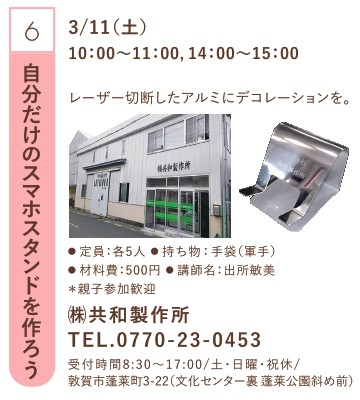 6
自分だけのスマホスタンドを作ろう
3/11(土)
10:00〜11:00, 14:00〜15:00
レーザー切断したアルミにデコレーションを。
㈱共和製作所
●定員:各5人 ●持ち物:手袋(軍手)
●材料費:500円 ●講師名:出所敏美
*親子参加歓迎
㈱共和製作所
TEL.0770-23-0453
受付時間8:30〜17:00/土・日曜・祝休/
敦賀市蓬莱町3-22(文化センター裏 蓬莱公園斜め前)